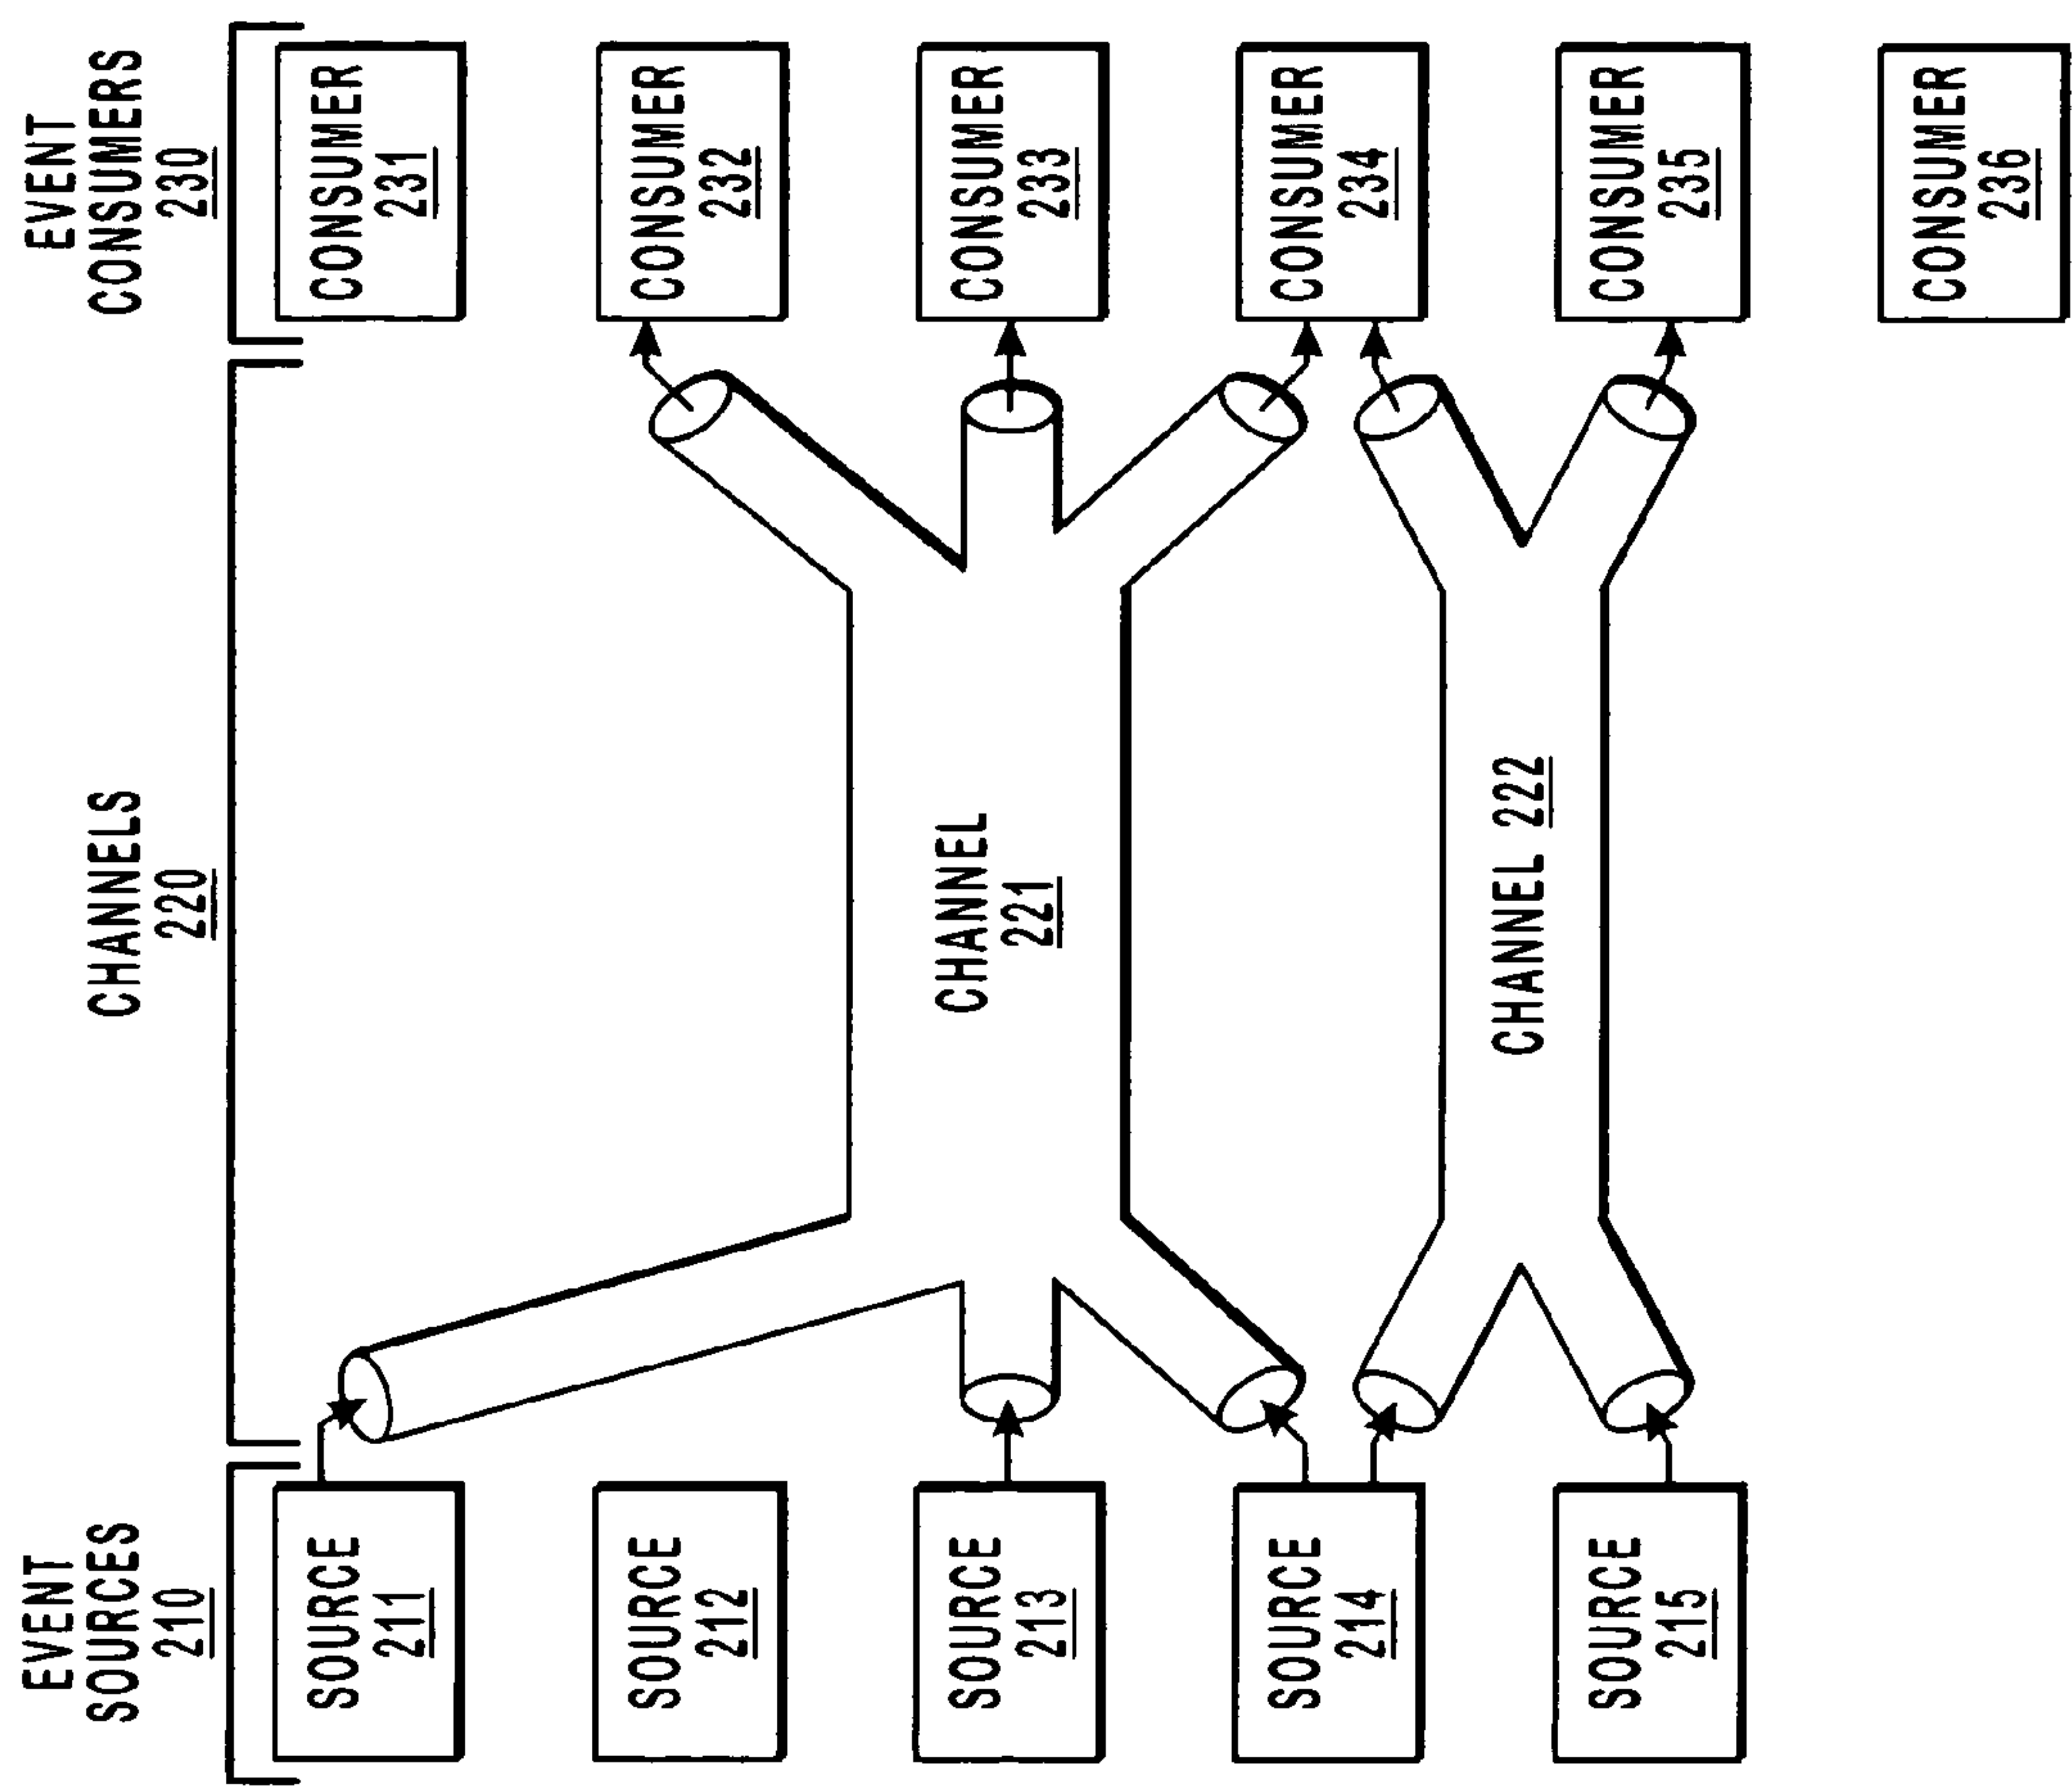 EVENT
SOURCES
210
CHANNELS
220
EVENT
CONSUMERS
230
SOURCE
211
CONSUMER
231
SOURCE
212
CONSUMER
232
SOURCE
213
CHANNEL
221
CONSUMER
233
SOURCE
214
CONSUMER
234
CHANNEL 222
SOURCE
215
CONSUMER
235
CONSUMER
236